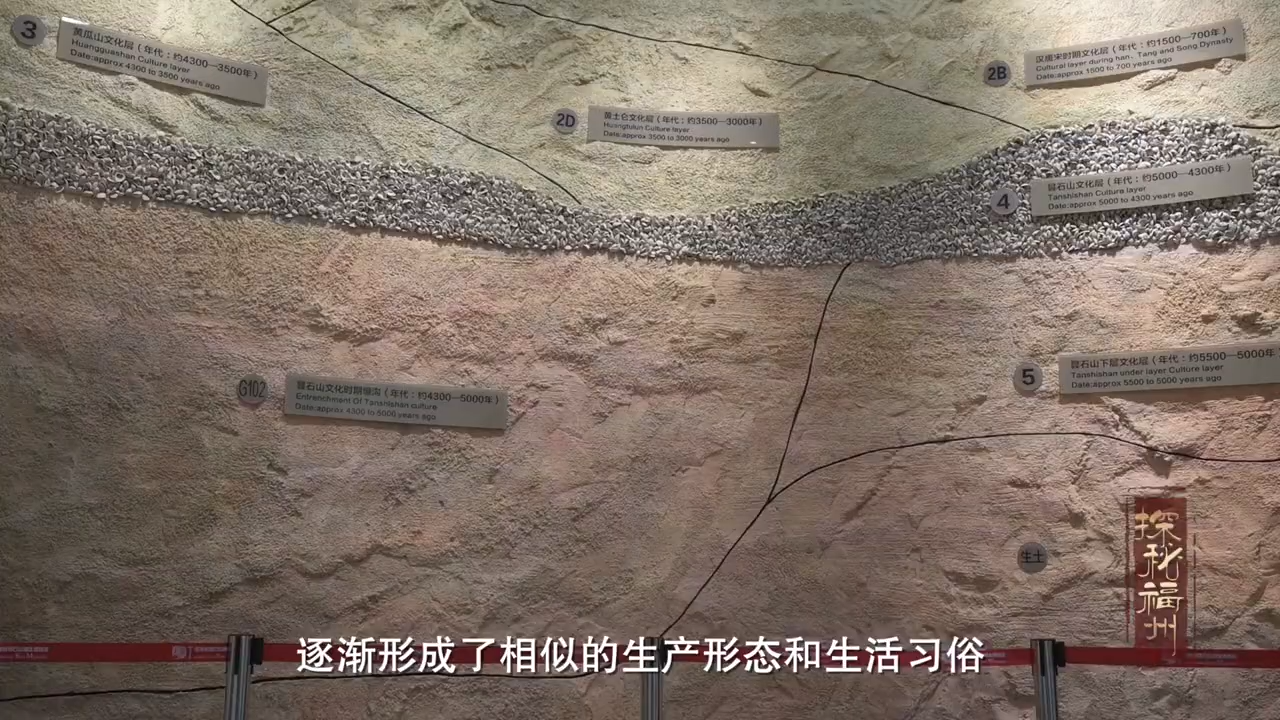 3
黄瓜山文化层（年代：约4300—3500年）
Huangguashan Culture layer
Date:approx 4300 to 3500 years ago
2D
黄土仑文化层（年代：约3500—3000年）
Huangtulun Culture layer
Date:approx 3500 to 3000 years ago
2B
汉唐宋时期文化层（年代：约1500—700年）
Cultural layer during han、Tang and Song Dynasty
Date:approx 1500 to 700 years ago
4
昙石山文化层（年代：约5000—4300年）
Tanshishan Culture layer
Date:approx 5000 to 4300 years ago
G102
昙石山文化时期壕沟（年代：约4300—5000年）
Entrenchment Of Tanshishan culture
Date:approx 4300 to 5000 years ago
5
昙石山下层文化层（年代：约5500—5000年）
Tanshishan under layer Culture layer
Date:approx 5500 to 5000 years ago
生土
探秘福州
逐渐形成了相似的生产形态和生活习俗